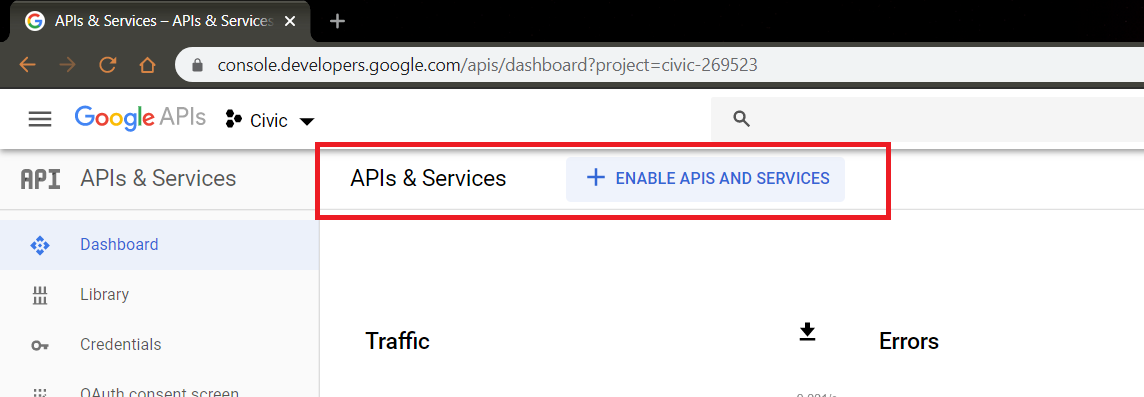 APIs & Services – APIs & Services
console.developers.google.com/apis/dashboard?project=civic-269523
Google APIs Civic
API APIs & Services
APIs & Services ENABLE APIS AND SERVICES
Dashboard
Library
Credentials
OAuth consent screen
Traffic Errors